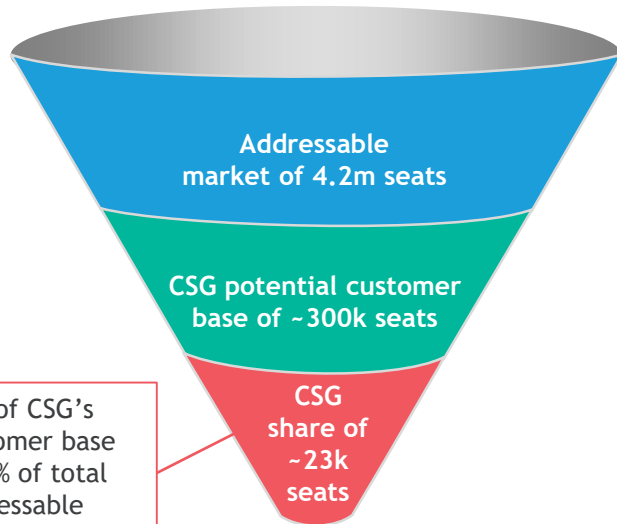 Addressable
market of 4.2m seats
CSG potential customer
base of ~300k seats
CSG
share of
~23k
seats
of CSG's
omer base
% of total
essable